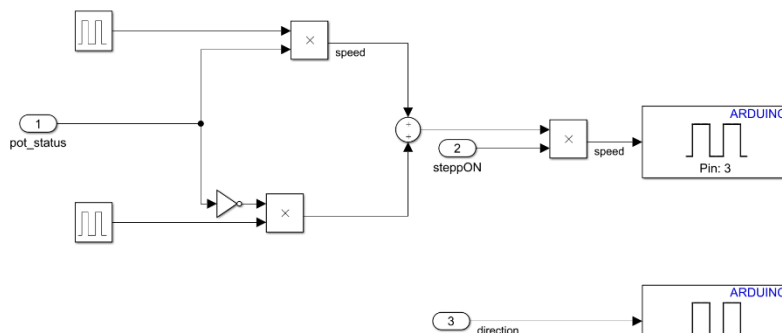 speed
ARDUINO
1
pot_status
2
steppON
speed
Pin: 3
ARDUINO
3
direction